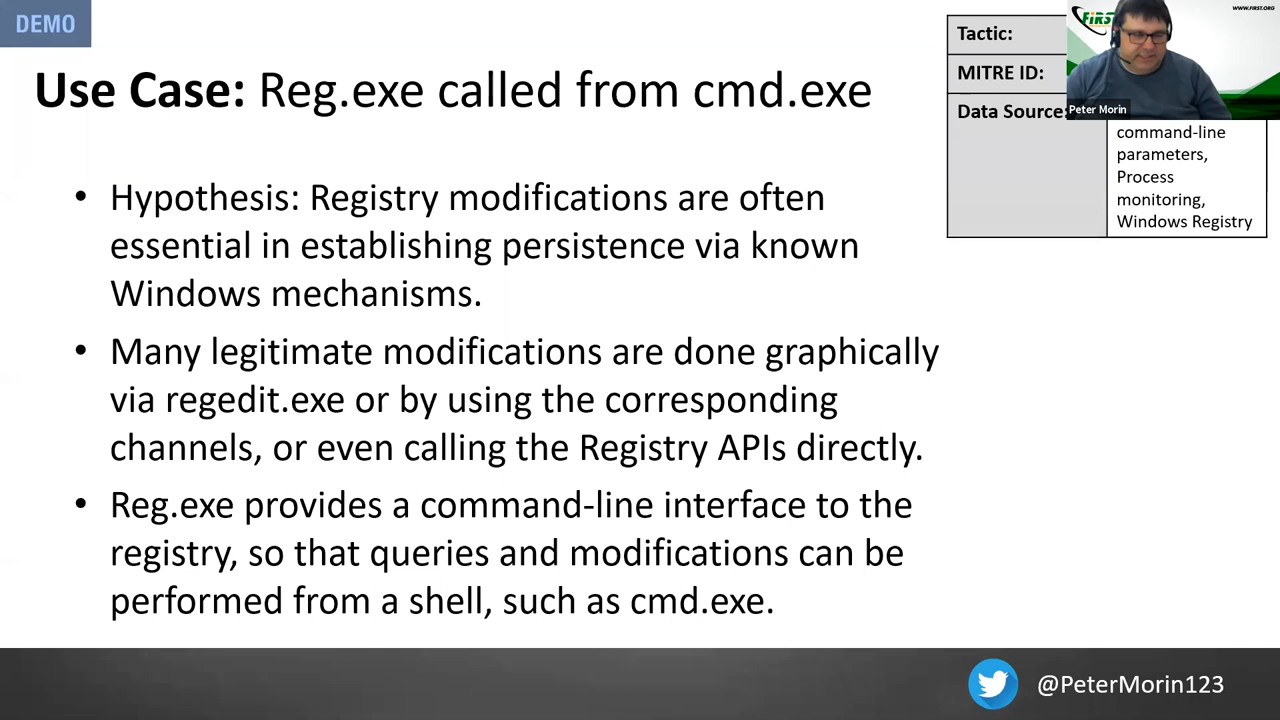 DEMO
Use Case: Reg.exe called from cmd.exe
• Hypothesis: Registry modifications are often
essential in establishing persistence via known
Windows mechanisms.
• Many legitimate modifications are done graphically
via regedit.exe or by using the corresponding
channels, or even calling the Registry APIs directly.
• Reg.exe provides a command-line interface to the
registry, so that queries and modifications can be
performed from a shell, such as cmd.exe.
Tactic:
MITRE ID:
Data Source:
command-line
parameters,
Process
monitoring,
Windows Registry
FIRST
WWW.FIRST.ORG
Peter Morin
@PeterMorin123